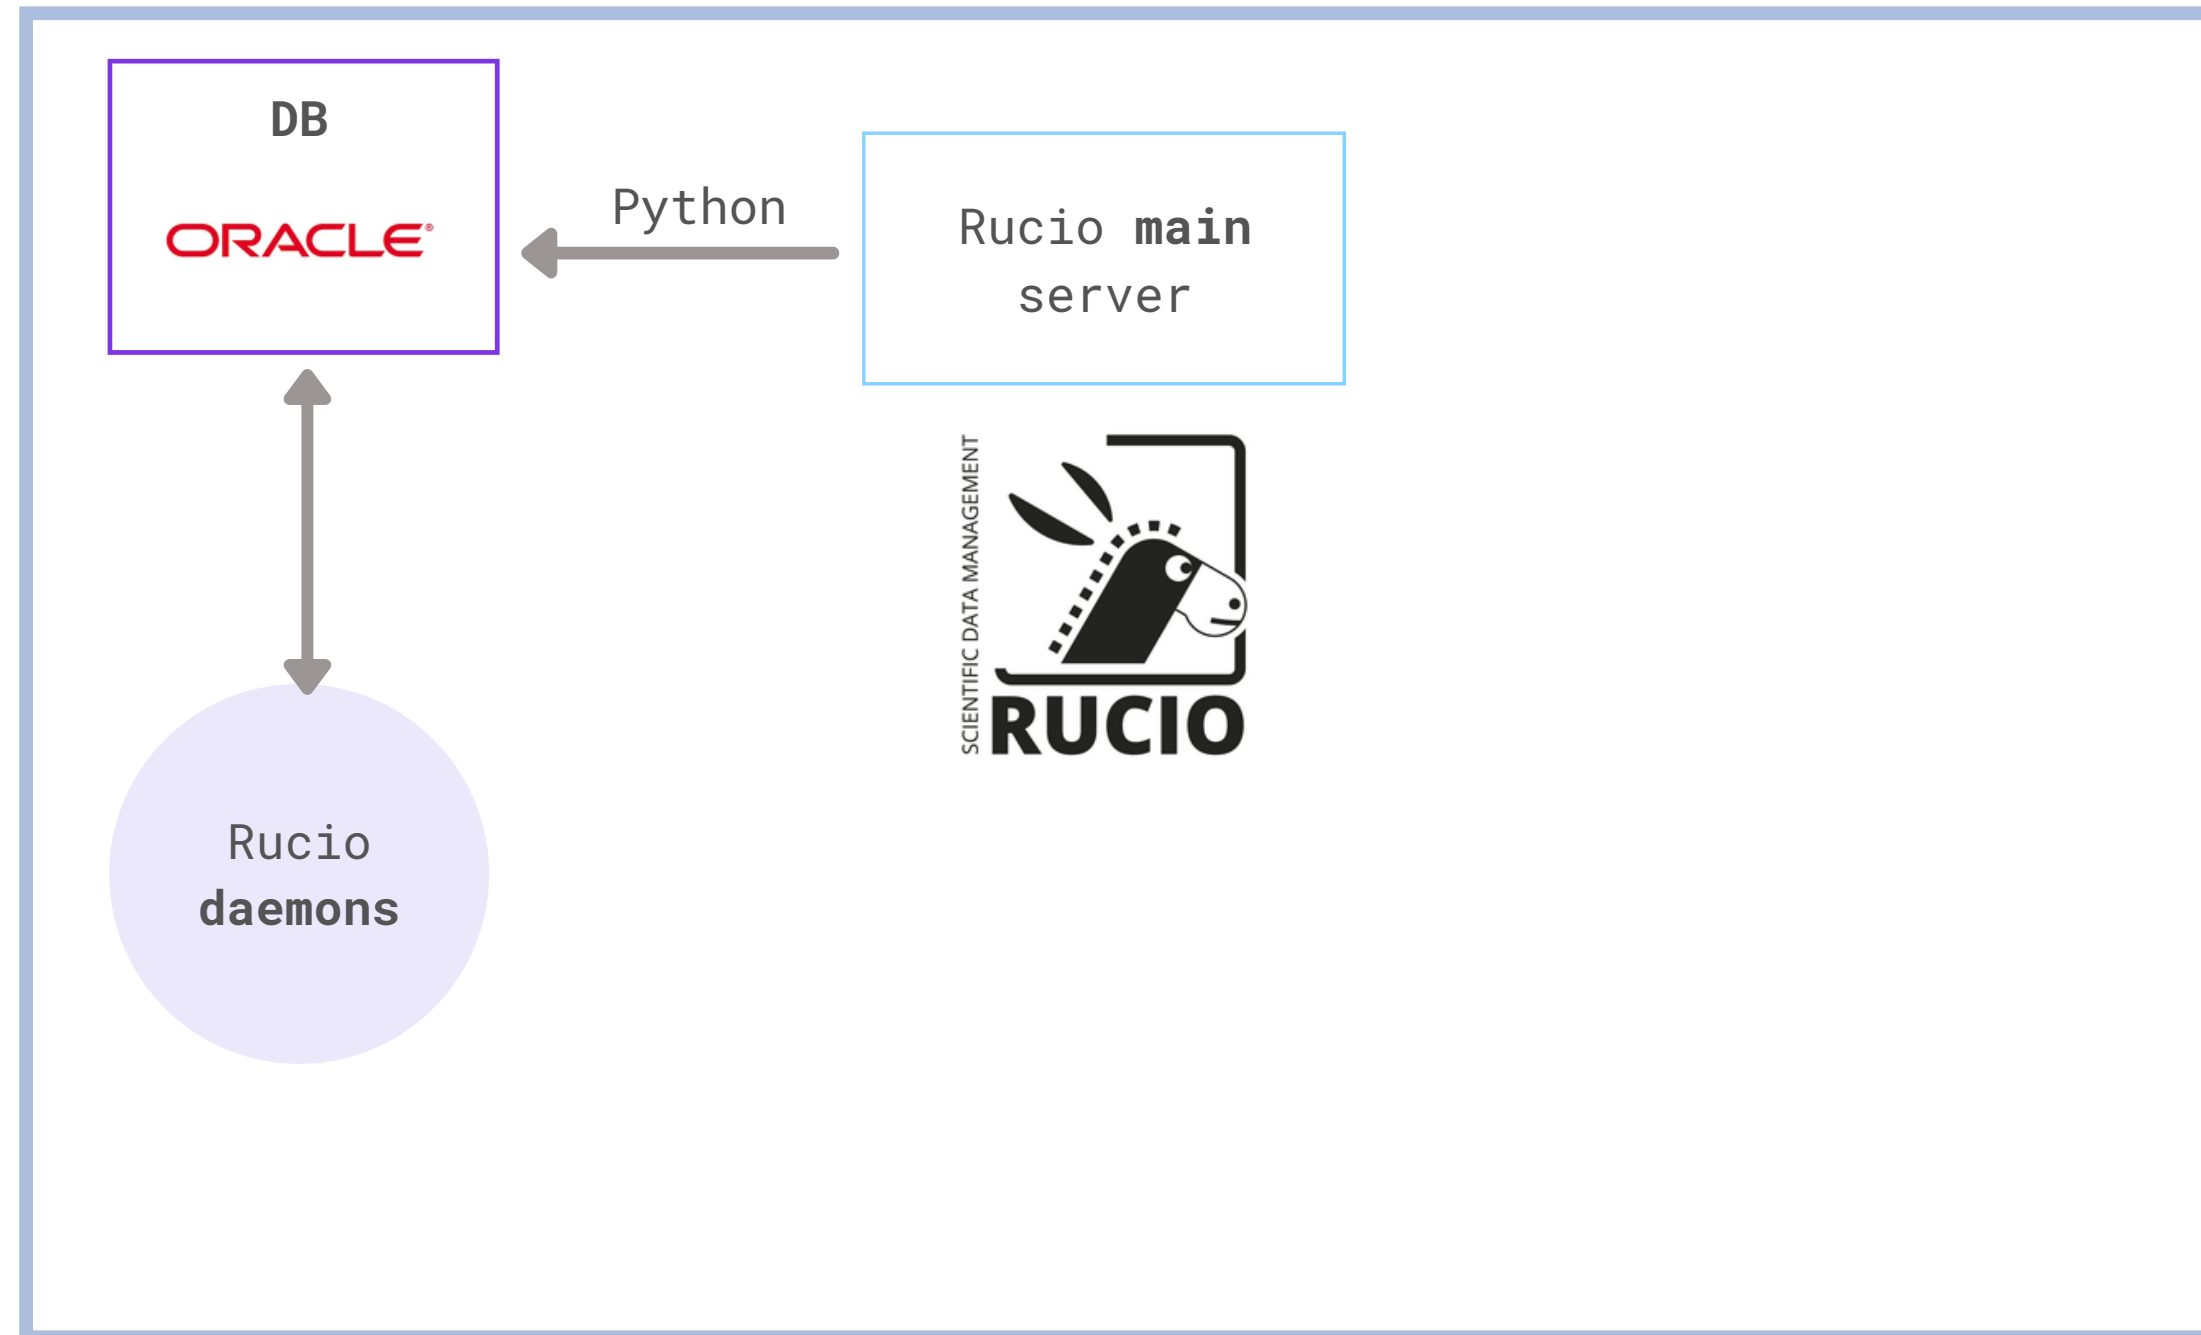 DB
ORACLE®
Python
Rucio main
server
SCIENTIFIC DATA MANAGEMENT
RUCIO
Rucio
daemons